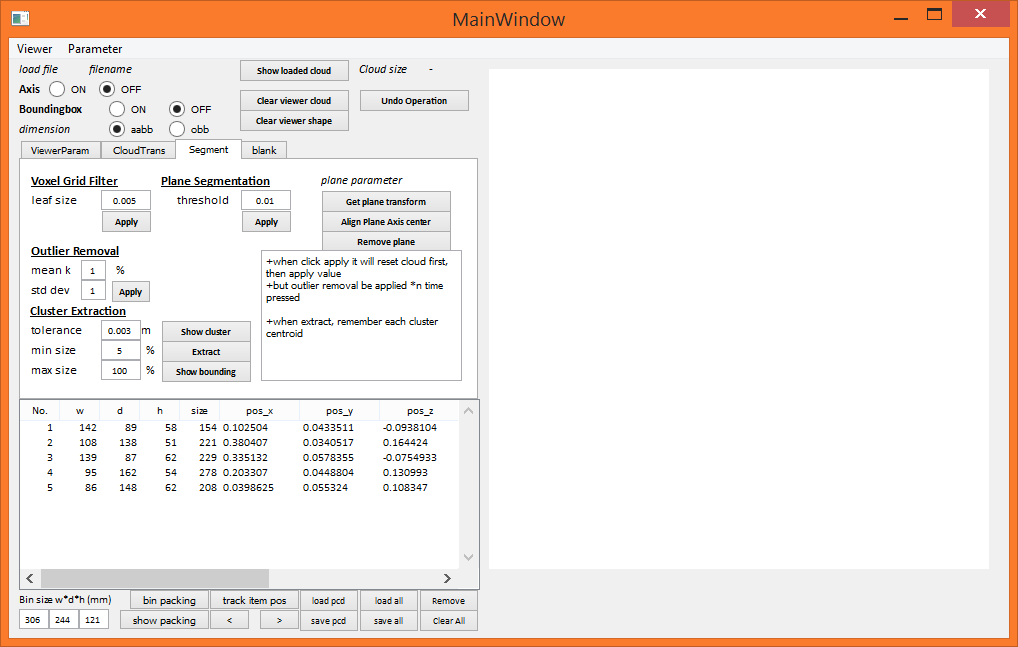 MainWindow
Viewer Parameter
load file filename Show loaded cloud Cloud size -
Axis ON OFF
Clear viewer cloud Undo Operation
Boundingbox ON OFF
Clear viewer shape
dimension aabb obb
ViewerParam CloudTrans Segment blank
Voxel Grid Filter Plane Segmentation plane parameter
leaf size 0.005 threshold 0.01 Get plane transform
Apply Apply Align Plane Axis center
Remove plane
Outlier Removal
mean k 1 %
std dev 1 Apply
+when click apply it will reset cloud first,
then apply value
+but outlier removal be applied *n time
pressed
+when extract, remember each cluster
centroid
Cluster Extraction
tolerance 0.003 m Show cluster
min size 5 % Extract
max size 100 % Show bounding
No. w d h size pos_x pos_y pos_z
1 142 89 58 154 0.102504 0.0433511 -0.0938104
2 108 138 51 221 0.380407 0.0340517 0.164424
3 139 87 62 229 0.335132 0.0578355 -0.0754933
4 95 162 54 278 0.203307 0.0448804 0.130993
5 86 148 62 208 0.0398625 0.055324 0.108347
Bin size w*d*h (mm) bin packing track item pos load pcd load all Remove
306 244 121 show packing < > save pcd save all Clear All